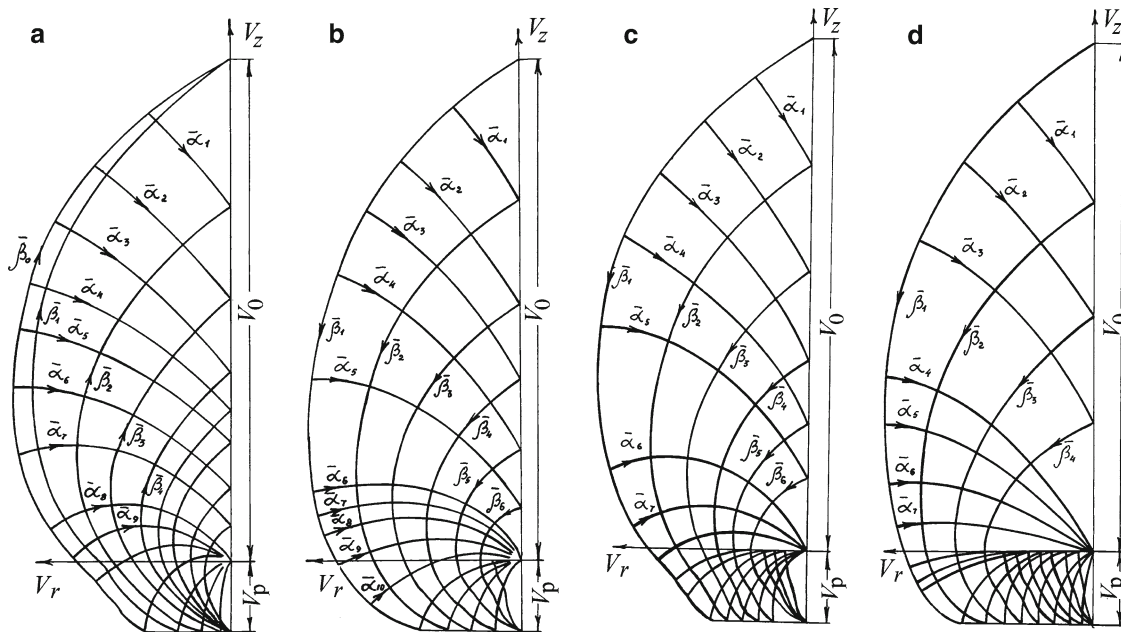 a
V_z
ᾱ₁
ᾱ₂
ᾱ₃
β̄₀
ᾱ₄
β̄₁
ᾱ₅
ᾱ₆
β̄₂
ᾱ₇
β̄₃
ᾱ₈
β̄₄
ᾱ₉
V₀
V_r
V_p
b
V_z
ᾱ₁
ᾱ₂
ᾱ₃
ᾱ₄
β̄₁
β̄₂
ᾱ₅
β̄₃
β̄₄
β̄₅
ᾱ₆
ᾱ₇
β̄₆
ᾱ₈
ᾱ₉
ᾱ₁₀
V₀
V_r
V_p
c
V_z
ᾱ₁
ᾱ₂
ᾱ₃
ᾱ₄
β̄₁
β̄₂
ᾱ₅
β̄₃
β̄₄
ᾱ₆
β̄₅
β̄₆
ᾱ₇
V₀
V_r
V_p
d
V_z
ᾱ₁
ᾱ₂
ᾱ₃
β̄₁
β̄₂
ᾱ₄
β̄₃
ᾱ₅
β̄₄
ᾱ₆
ᾱ₇
V₀
V_r
V_p